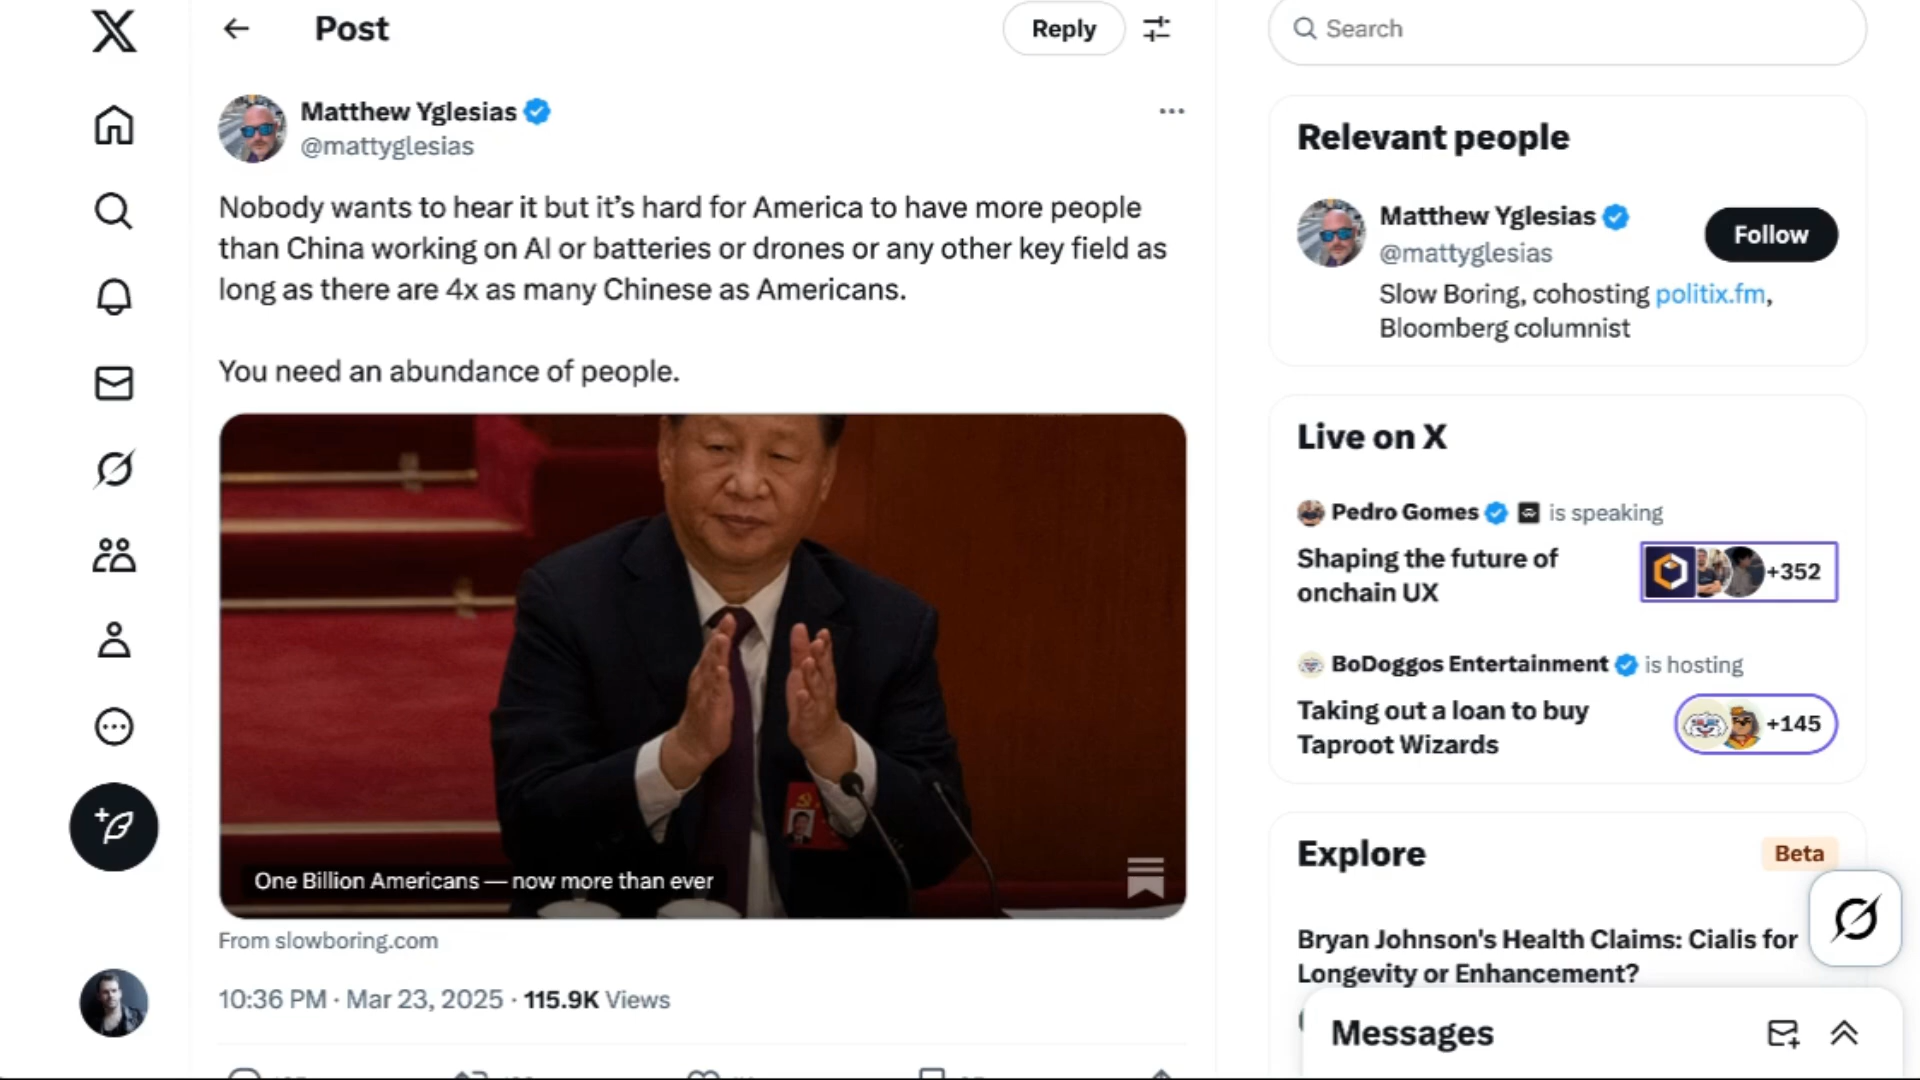 Post
Reply
Search
Matthew Yglesias
@mattyglesias
Nobody wants to hear it but it’s hard for America to have more people
than China working on AI or batteries or drones or any other key field as
long as there are 4x as many Chinese as Americans.
You need an abundance of people.
One Billion Americans — now more than ever
From slowboring.com
10:36 PM · Mar 23, 2025 · 115.9K Views
Relevant people
Matthew Yglesias
@mattyglesias
Follow
Slow Boring, cohosting politix.fm,
Bloomberg columnist
Live on X
Pedro Gomes is speaking
Shaping the future of
onchain UX
+352
BoDoggos Entertainment is hosting
Taking out a loan to buy
Taproot Wizards
+145
Explore
Beta
Bryan Johnson's Health Claims: Cialis for
Longevity or Enhancement?
Messages